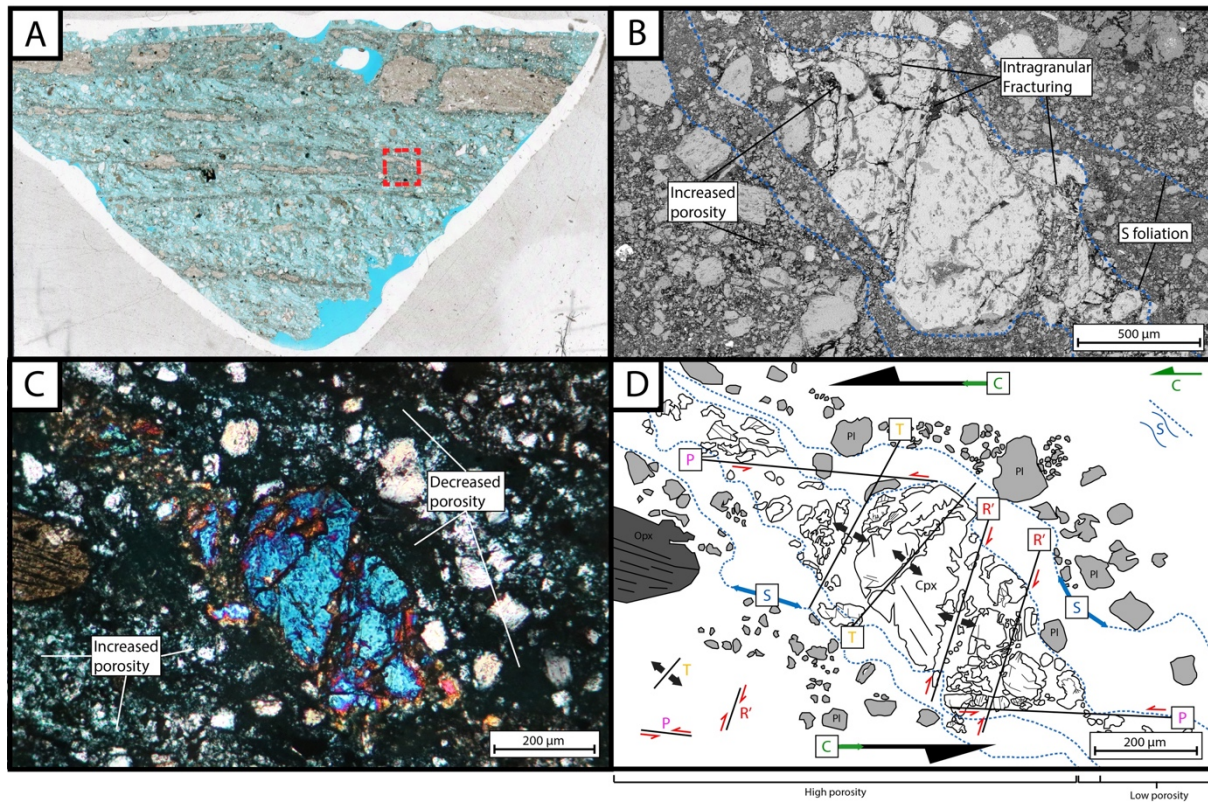 A
B
Intragranular
Fracturing
Increased
porosity
S foliation
500 µm
C
Decreased
porosity
Increased
porosity
200 µm
D
C
C
S
T
Pl
Pl
P
R'
R'
Opx
Cpx
Pl
S
S
Pl
T
T
R'
P
Pl
P
C
200 µm
High porosity
Low porosity